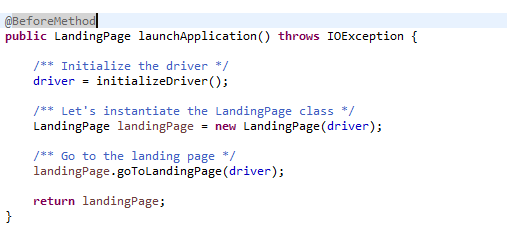 @BeforeMethod
public LandingPage launchApplication() throws IOException {
/** Initialize the driver */
driver = initializeDriver();
/** Let's instantiate the LandingPage class */
LandingPage landingPage = new LandingPage(driver);
/** Go to the landing page */
landingPage.goToLandingPage(driver);
return landingPage;
}